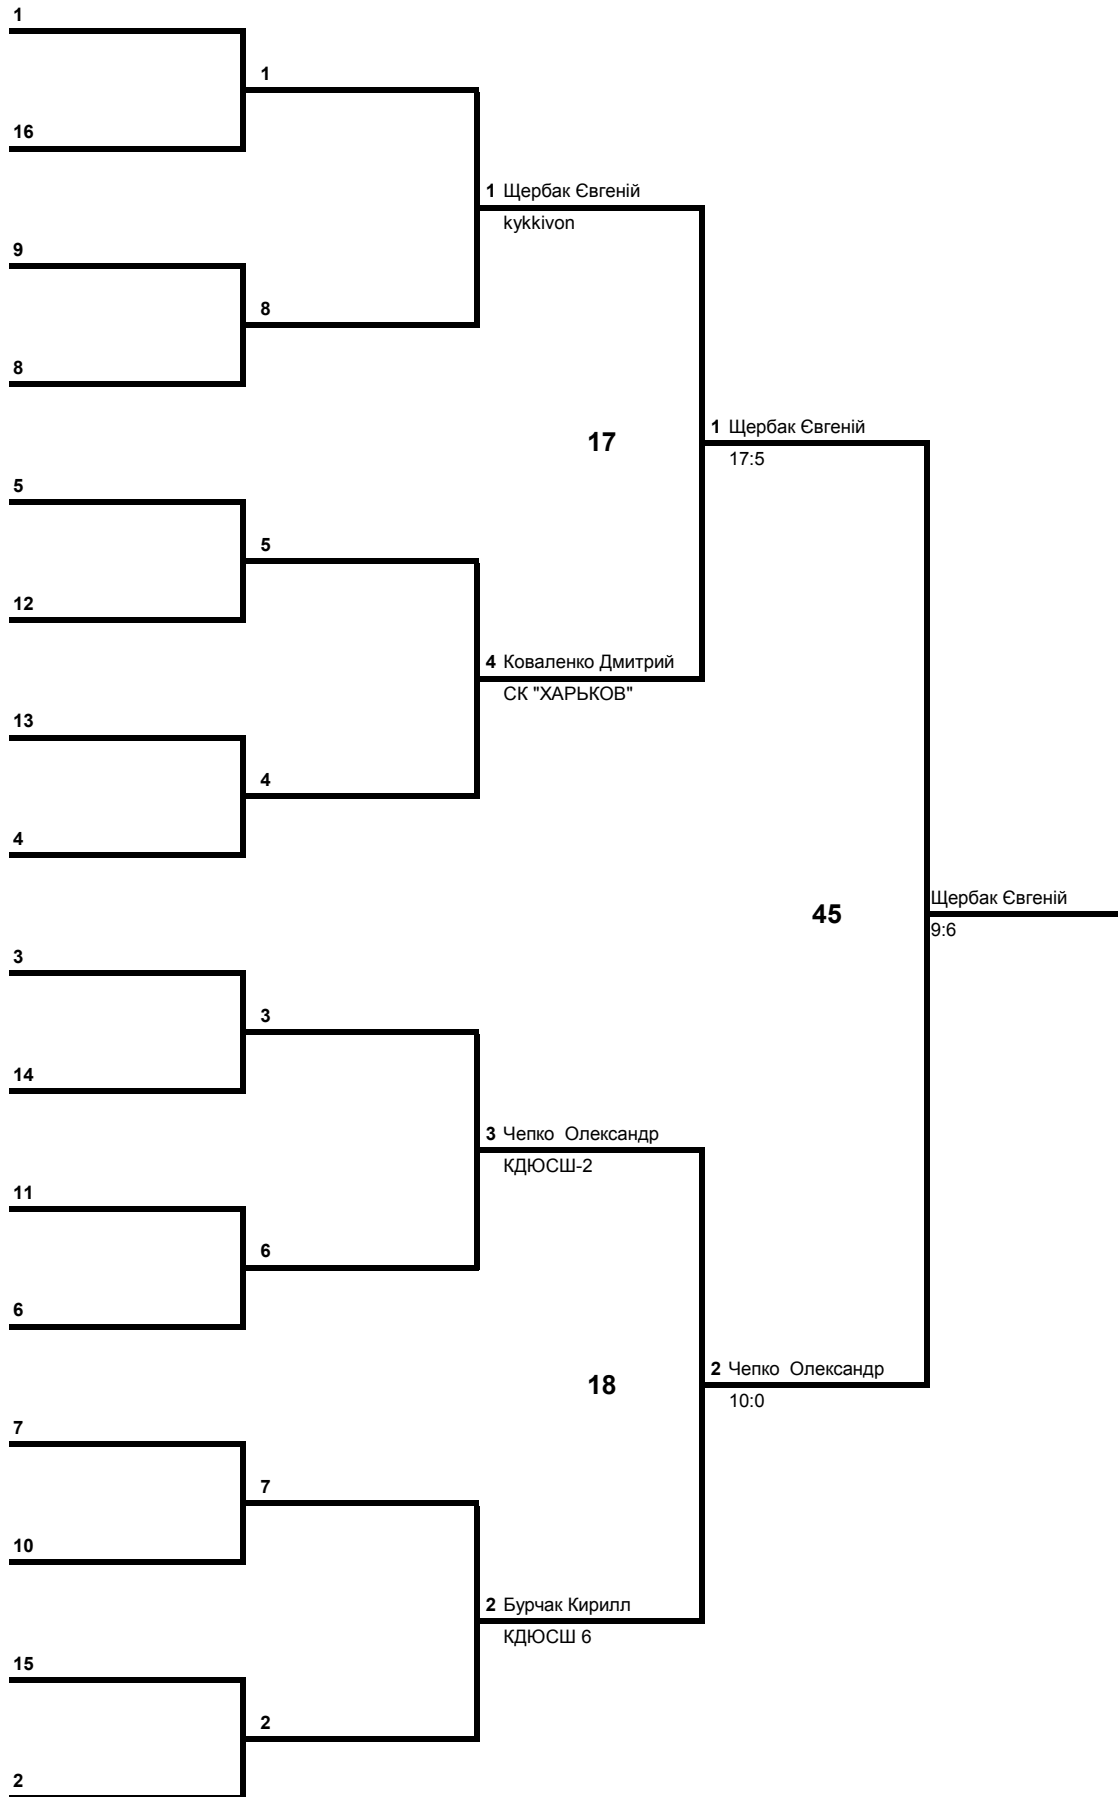 1
1
16
1 Щербак Євгеній
kykkivon
9
8
8
17
1 Щербак Євгеній
17:5
5
5
12
4 Коваленко Дмитрий
СК "ХАРЬКОВ"
13
4
4
45
Щербак Євгеній
9:6
3
3
14
3 Чепко Олександр
КДЮСШ-2
11
6
6
18
2 Чепко Олександр
10:0
7
7
10
2 Бурчак Кирилл
КДЮСШ 6
15
2
2